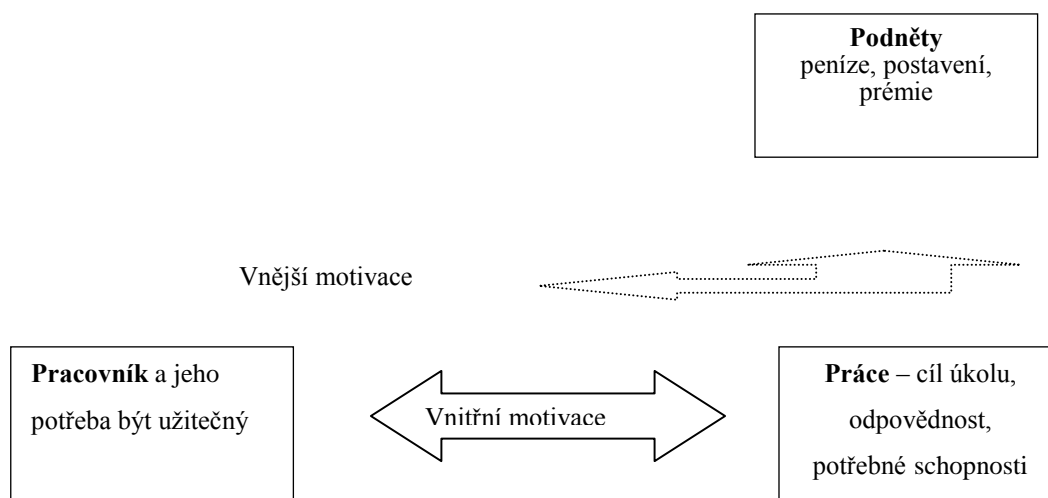 Podněty
peníze, postavení,
prémie
Vnější motivace
Pracovník a jeho
potřeba být užitečný
Vnitřní motivace
Práce – cíl úkolu,
odpovědnost,
potřebné schopnosti